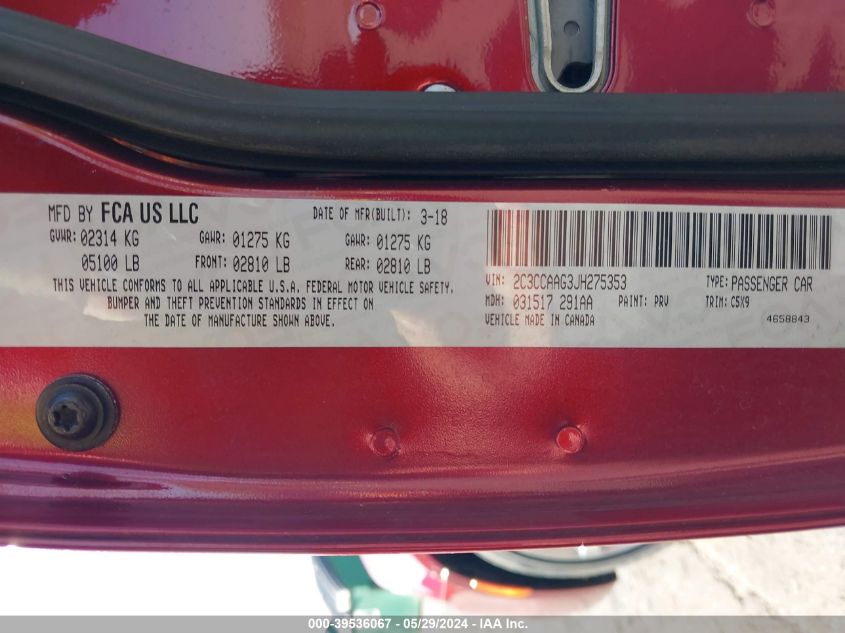 MFD BY FCA US LLC DATE OF MFR(BUILT): 3-18
GVWR: 02314 KG GAWR: 01275 KG GAWR: 01275 KG
05100 LB FRONT: 02810 LB REAR: 02810 LB
THIS VEHICLE CONFORMS TO ALL APPLICABLE U.S.A. FEDERAL MOTOR VEHICLE SAFETY,
BUMPER AND THEFT PREVENTION STANDARDS IN EFFECT ON
THE DATE OF MANUFACTURE SHOWN ABOVE.
VIN: 2C3CCAAG3JH275353 TYPE: PASSENGER CAR
MDH: 031517 291AA PAINT: PRV TRIM: C5X9
VEHICLE MADE IN CANADA 4658843
000-39536067 - 05/29/2024 - IAA Inc.